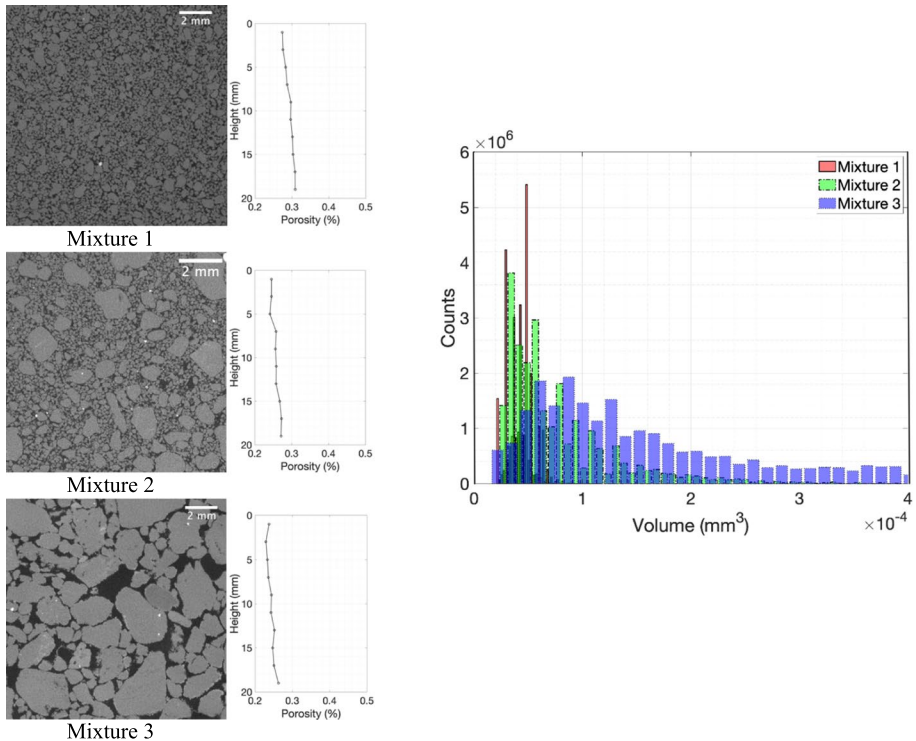 2 mm
0
5
10
15
20
Height (mm)
0.2 0.3 0.4 0.5
Porosity (%)
Mixture 1
2 mm
0
5
10
15
20
Height (mm)
0.2 0.3 0.4 0.5
Porosity (%)
Mixture 2
2 mm
0
5
10
15
20
Height (mm)
0.2 0.3 0.4 0.5
Porosity (%)
Mixture 3
×10⁶
6
5
4
3
2
1
0
Counts
Mixture 1
Mixture 2
Mixture 3
0 1 2 3 4
Volume (mm³)
×10⁻⁴